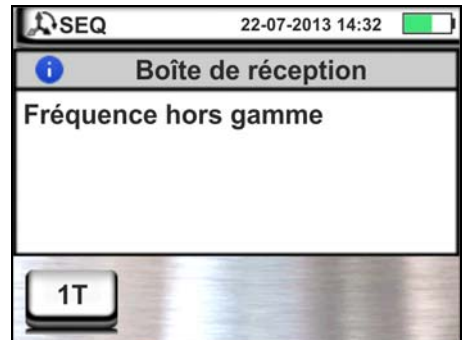 SEQ 22-07-2013 14:32
Boîte de réception
Fréquence hors gamme
1T